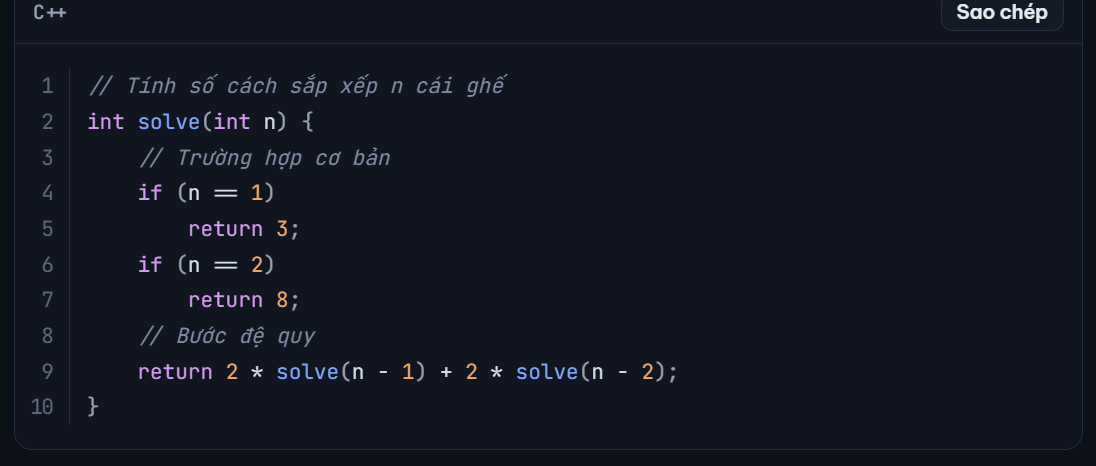 C++
Sao chép
1 // Tính số cách sắp xếp n cái ghế
2 int solve(int n) {
3     // Trường hợp cơ bản
4     if (n == 1)
5         return 3;
6     if (n == 2)
7         return 8;
8     // Bước đệ quy
9     return 2 * solve(n - 1) + 2 * solve(n - 2);
10 }